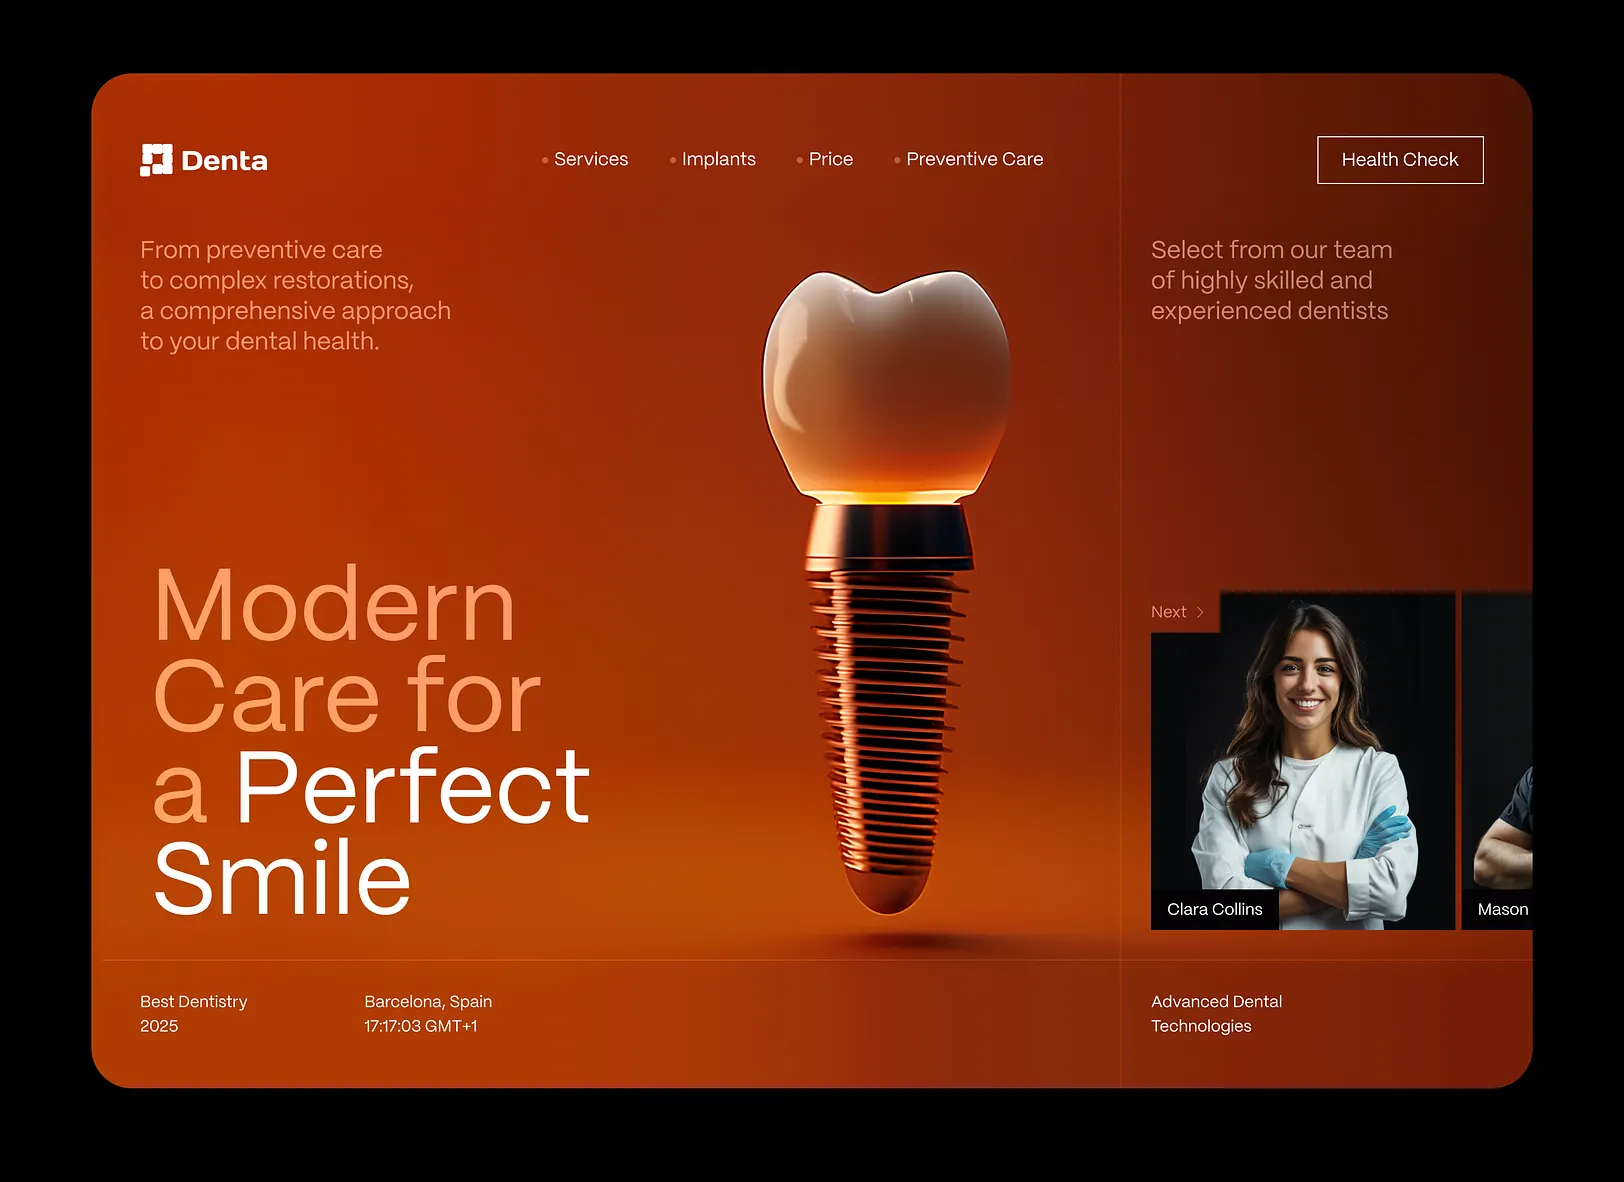 Denta
Services
Implants
Price
Preventive Care
Health Check
From preventive care
to complex restorations,
a comprehensive approach
to your dental health.
Select from our team
of highly skilled and
experienced dentists
Modern
Care for
a Perfect
Smile
Next >
Clara Collins
Mason
Best Dentistry
2025
Barcelona, Spain
17:17:03 GMT+1
Advanced Dental
Technologies